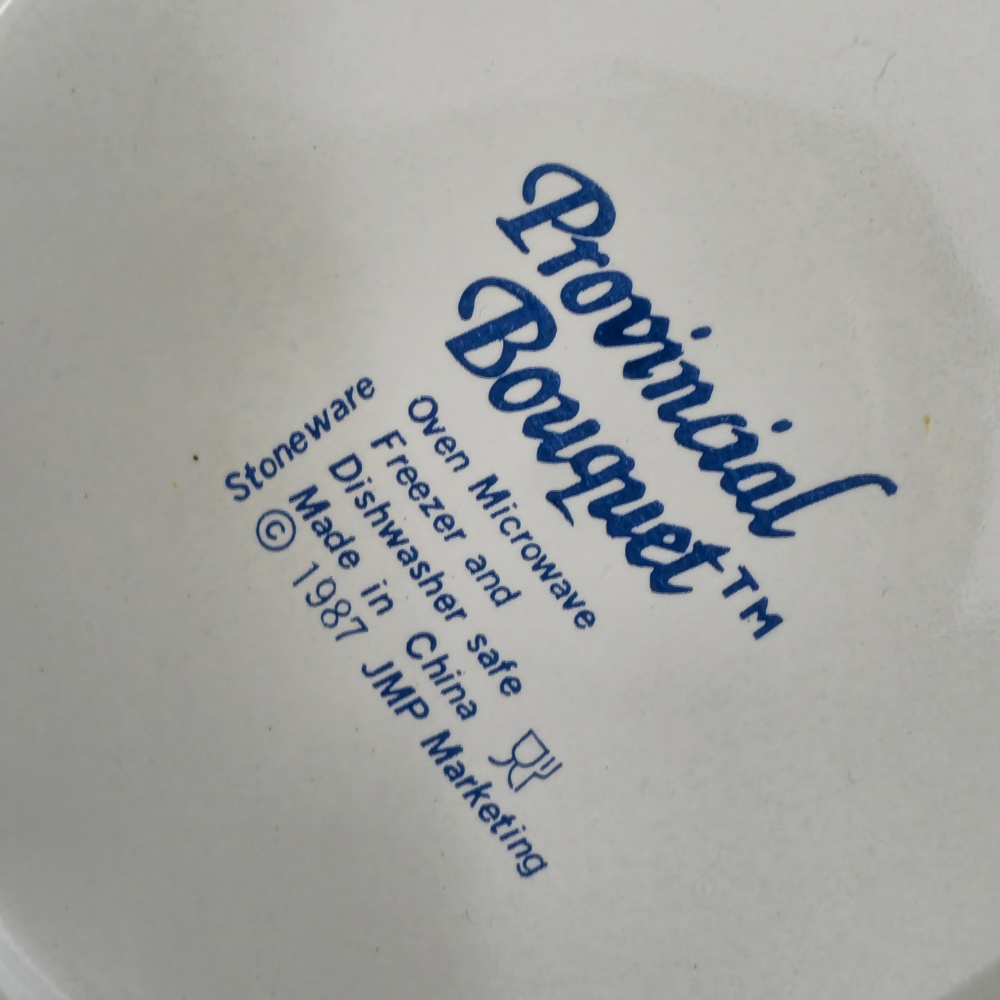 Provincial
Bouquet™
Oven Microwave
Freezer and
Dishwasher safe
Made in China
© 1987 JMP Marketing
Stoneware